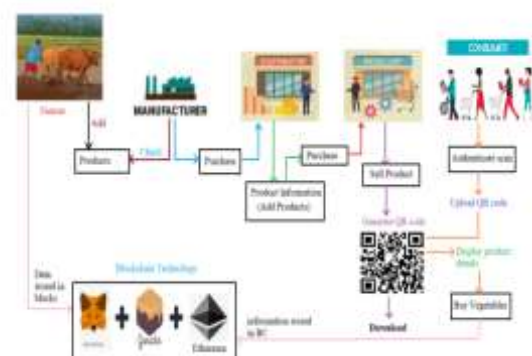 CONSUMER
Farmer
Add
MANUFACTURER
Products
Purchase
Purchase
Product Information
(Add Products)
Sell Product
Authenticate scan
Upload QR code
Generate QR code
Display product
details
Buy Vegetables
Download
Data
stored in
blocks
Blockchain Technology
Ethereum
information stored
in BC